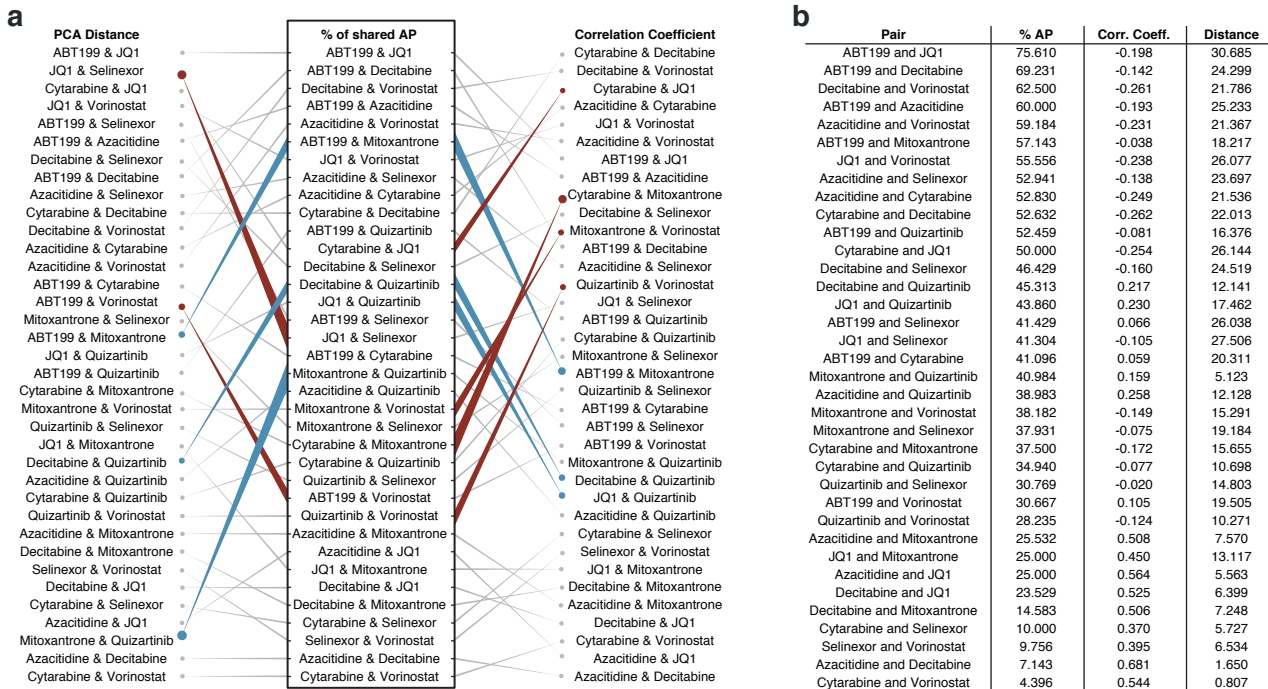 a
PCA Distance
ABT199 & JQ1
JQ1 & Selinexor
Cytarabine & JQ1
JQ1 & Vorinostat
ABT199 & Selinexor
ABT199 & Azacitidine
Decitabine & Selinexor
ABT199 & Decitabine
Azacitidine & Selinexor
Cytarabine & Decitabine
Decitabine & Vorinostat
Azacitidine & Cytarabine
Azacitidine & Vorinostat
ABT199 & Cytarabine
ABT199 & Vorinostat
Mitoxantrone & Selinexor
ABT199 & Mitoxantrone
JQ1 & Quizartinib
ABT199 & Quizartinib
Cytarabine & Mitoxantrone
Mitoxantrone & Vorinostat
Quizartinib & Selinexor
JQ1 & Mitoxantrone
Decitabine & Quizartinib
Azacitidine & Quizartinib
Cytarabine & Quizartinib
Quizartinib & Vorinostat
Azacitidine & Mitoxantrone
Decitabine & Mitoxantrone
Selinexor & Vorinostat
Decitabine & JQ1
Cytarabine & Selinexor
Azacitidine & JQ1
Mitoxantrone & Quizartinib
Azacitidine & Decitabine
Cytarabine & Vorinostat
% of shared AP
ABT199 & JQ1
ABT199 & Decitabine
Decitabine & Vorinostat
ABT199 & Azacitidine
Azacitidine & Vorinostat
ABT199 & Mitoxantrone
JQ1 & Vorinostat
Azacitidine & Selinexor
Azacitidine & Cytarabine
Cytarabine & Decitabine
ABT199 & Quizartinib
Cytarabine & JQ1
Decitabine & Selinexor
Decitabine & Quizartinib
JQ1 & Quizartinib
ABT199 & Selinexor
JQ1 & Selinexor
ABT199 & Cytarabine
Mitoxantrone & Quizartinib
Azacitidine & Quizartinib
Mitoxantrone & Vorinostat
Mitoxantrone & Selinexor
Cytarabine & Mitoxantrone
Cytarabine & Quizartinib
Quizartinib & Selinexor
ABT199 & Vorinostat
Quizartinib & Vorinostat
Azacitidine & Mitoxantrone
Azacitidine & JQ1
JQ1 & Mitoxantrone
Decitabine & JQ1
Decitabine & Mitoxantrone
Cytarabine & Selinexor
Selinexor & Vorinostat
Azacitidine & Decitabine
Cytarabine & Vorinostat
Correlation Coefficient
Cytarabine & Decitabine
Decitabine & Vorinostat
Cytarabine & JQ1
Azacitidine & Cytarabine
JQ1 & Vorinostat
Azacitidine & Vorinostat
ABT199 & JQ1
ABT199 & Azacitidine
Cytarabine & Mitoxantrone
Decitabine & Selinexor
Mitoxantrone & Vorinostat
ABT199 & Decitabine
Azacitidine & Selinexor
Quizartinib & Vorinostat
JQ1 & Selinexor
ABT199 & Quizartinib
Cytarabine & Quizartinib
Mitoxantrone & Selinexor
ABT199 & Mitoxantrone
Quizartinib & Selinexor
ABT199 & Cytarabine
ABT199 & Selinexor
ABT199 & Vorinostat
Mitoxantrone & Quizartinib
Decitabine & Quizartinib
JQ1 & Quizartinib
Azacitidine & Quizartinib
Cytarabine & Selinexor
Selinexor & Vorinostat
JQ1 & Mitoxantrone
Decitabine & Mitoxantrone
Azacitidine & Mitoxantrone
Decitabine & JQ1
Cytarabine & Vorinostat
Azacitidine & JQ1
Azacitidine & Decitabine
b
Pair % AP Corr. Coeff. Distance
ABT199 and JQ1 75.610 -0.198 30.685
ABT199 and Decitabine 69.231 -0.142 24.299
Decitabine and Vorinostat 62.500 -0.261 21.786
ABT199 and Azacitidine 60.000 -0.193 25.233
Azacitidine and Vorinostat 59.184 -0.231 21.367
ABT199 and Mitoxantrone 57.143 -0.038 18.217
JQ1 and Vorinostat 55.556 -0.238 26.077
Azacitidine and Selinexor 52.941 -0.138 23.697
Azacitidine and Cytarabine 52.830 -0.249 21.536
Cytarabine and Decitabine 52.632 -0.262 22.013
ABT199 and Quizartinib 52.459 -0.081 16.376
Cytarabine and JQ1 50.000 -0.254 26.144
Decitabine and Selinexor 46.429 -0.160 24.519
Decitabine and Quizartinib 45.313 0.217 12.141
JQ1 and Quizartinib 43.860 0.230 17.462
ABT199 and Selinexor 41.429 0.066 26.038
JQ1 and Selinexor 41.304 -0.105 27.506
ABT199 and Cytarabine 41.096 0.059 20.311
Mitoxantrone and Quizartinib 40.984 0.159 5.123
Azacitidine and Quizartinib 38.983 0.258 12.128
Mitoxantrone and Vorinostat 38.182 -0.149 15.291
Mitoxantrone and Selinexor 37.931 -0.075 19.184
Cytarabine and Mitoxantrone 37.500 -0.172 15.655
Cytarabine and Quizartinib 34.940 -0.077 10.698
Quizartinib and Selinexor 30.769 -0.020 14.803
ABT199 and Vorinostat 30.667 0.105 19.505
Quizartinib and Vorinostat 28.235 -0.124 10.271
Azacitidine and Mitoxantrone 25.532 0.508 7.570
JQ1 and Mitoxantrone 25.000 0.450 13.117
Azacitidine and JQ1 25.000 0.564 5.563
Decitabine and JQ1 23.529 0.525 6.399
Decitabine and Mitoxantrone 14.583 0.506 7.248
Cytarabine and Selinexor 10.000 0.370 5.727
Selinexor and Vorinostat 9.756 0.395 6.534
Azacitidine and Decitabine 7.143 0.681 1.650
Cytarabine and Vorinostat 4.396 0.544 0.807